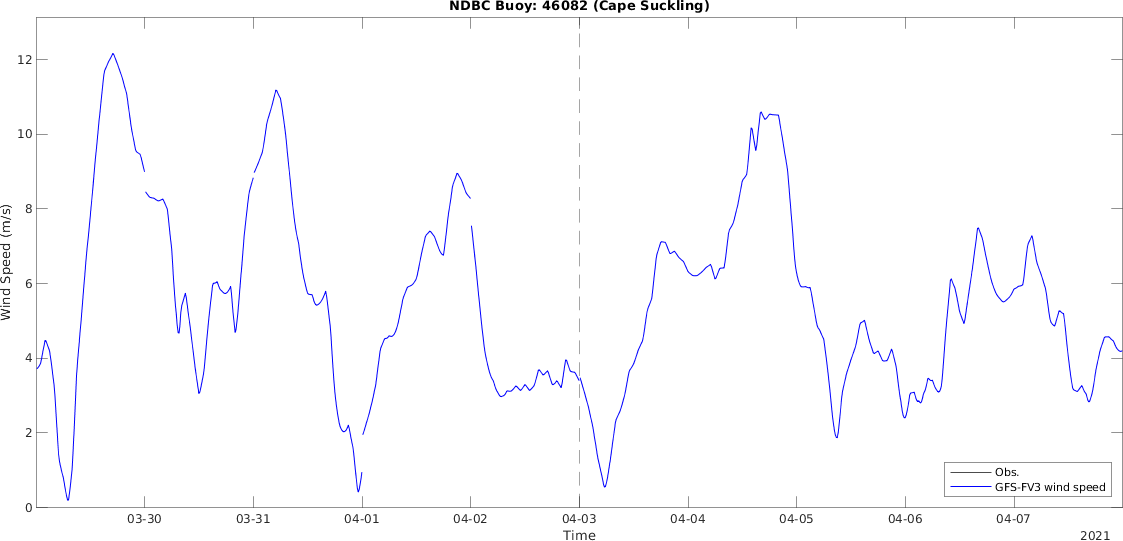 NDBC Buoy: 46082 (Cape Suckling)
Wind Speed (m/s)
12
10
8
6
4
2
0
03-30 03-31 04-01 04-02 04-03 04-04 04-05 04-06 04-07
Time
2021
Obs.
GFS-FV3 wind speed